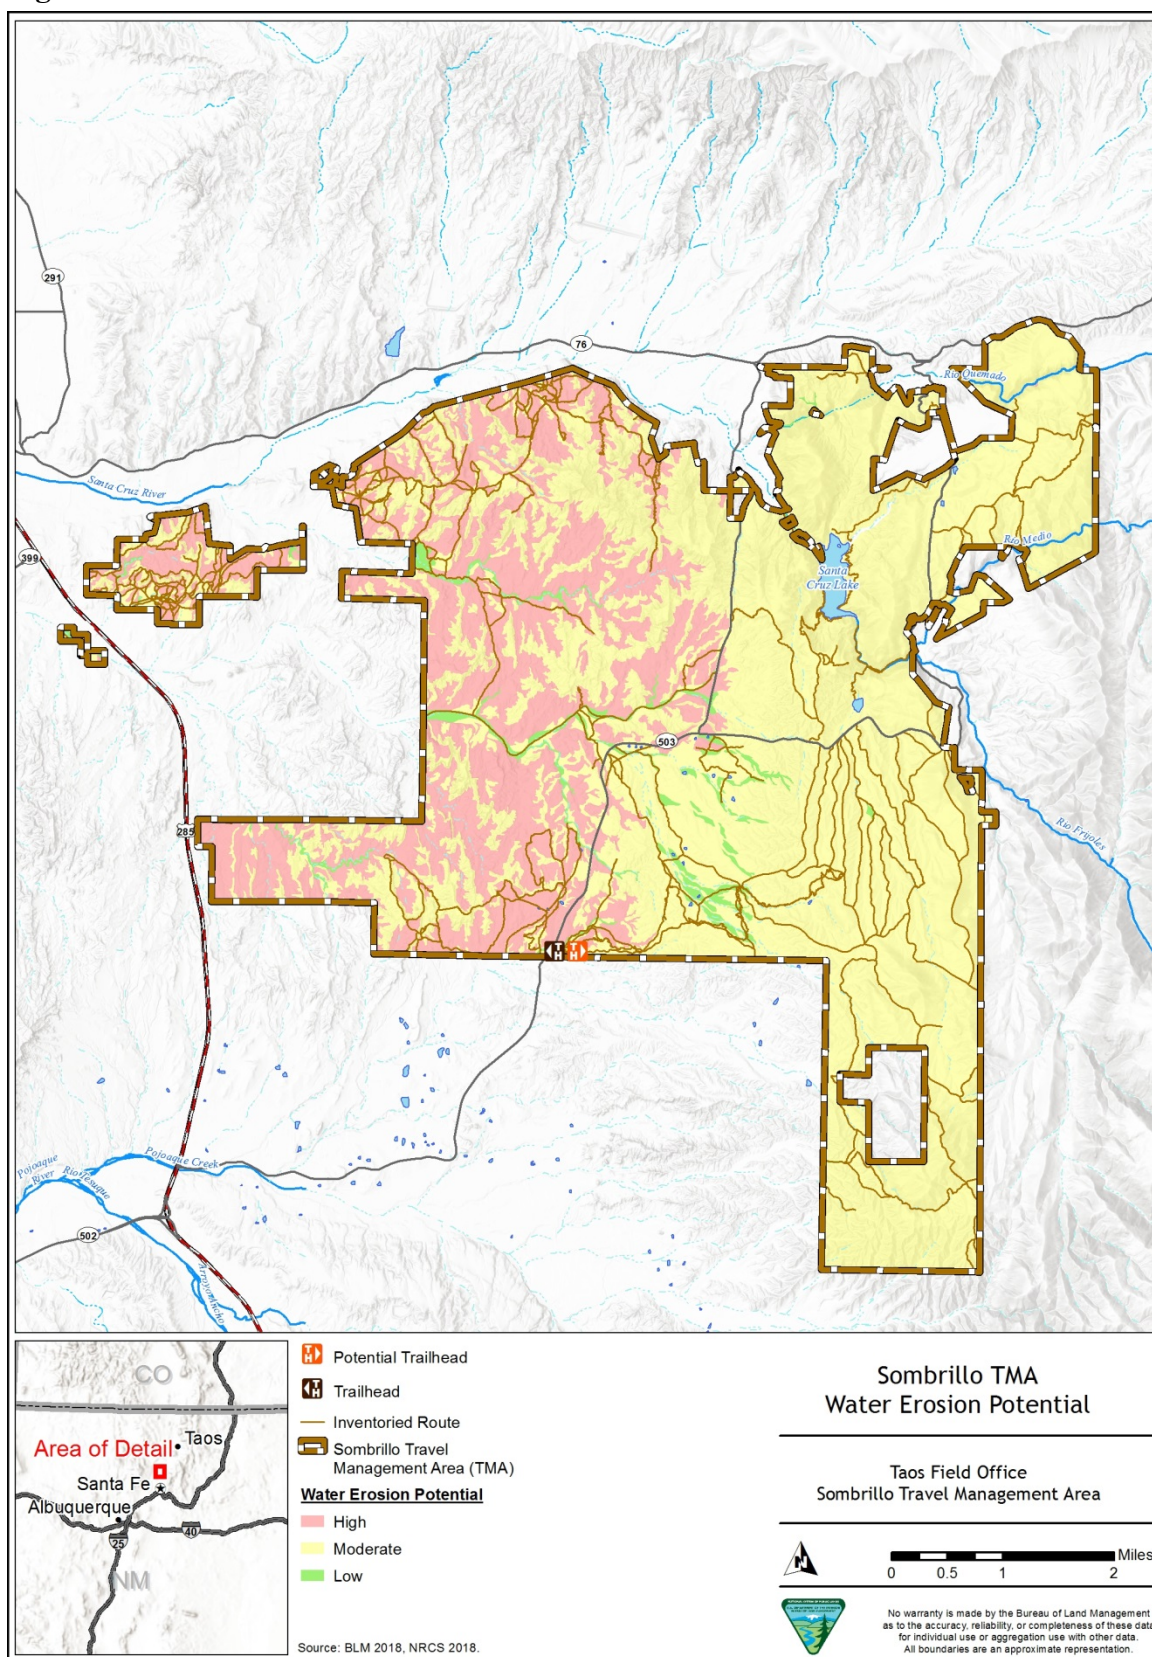 291
76
Rio Quemado
Santa Cruz River
399
Rio Medio
Santa
Cruz Lake
503
285
Rio Frijoles
TH
TH
Pojoaque
River
Pojoaque Creek
Rio Tesuque
502
Arroyo Ancho
CO
Area of Detail
Taos
Santa Fe
Albuquerque
25
40
NM
Potential Trailhead
Trailhead
Inventoried Route
Sombrillo Travel
Management Area (TMA)
Water Erosion Potential
High
Moderate
Low
Source: BLM 2018, NRCS 2018.
Sombrillo TMA
Water Erosion Potential
Taos Field Office
Sombrillo Travel Management Area
N
Miles
0 0.5 1 2
No warranty is made by the Bureau of Land Management
as to the accuracy, reliability, or completeness of these data
for individual use or aggregation use with other data.
All boundaries are an approximate representation.